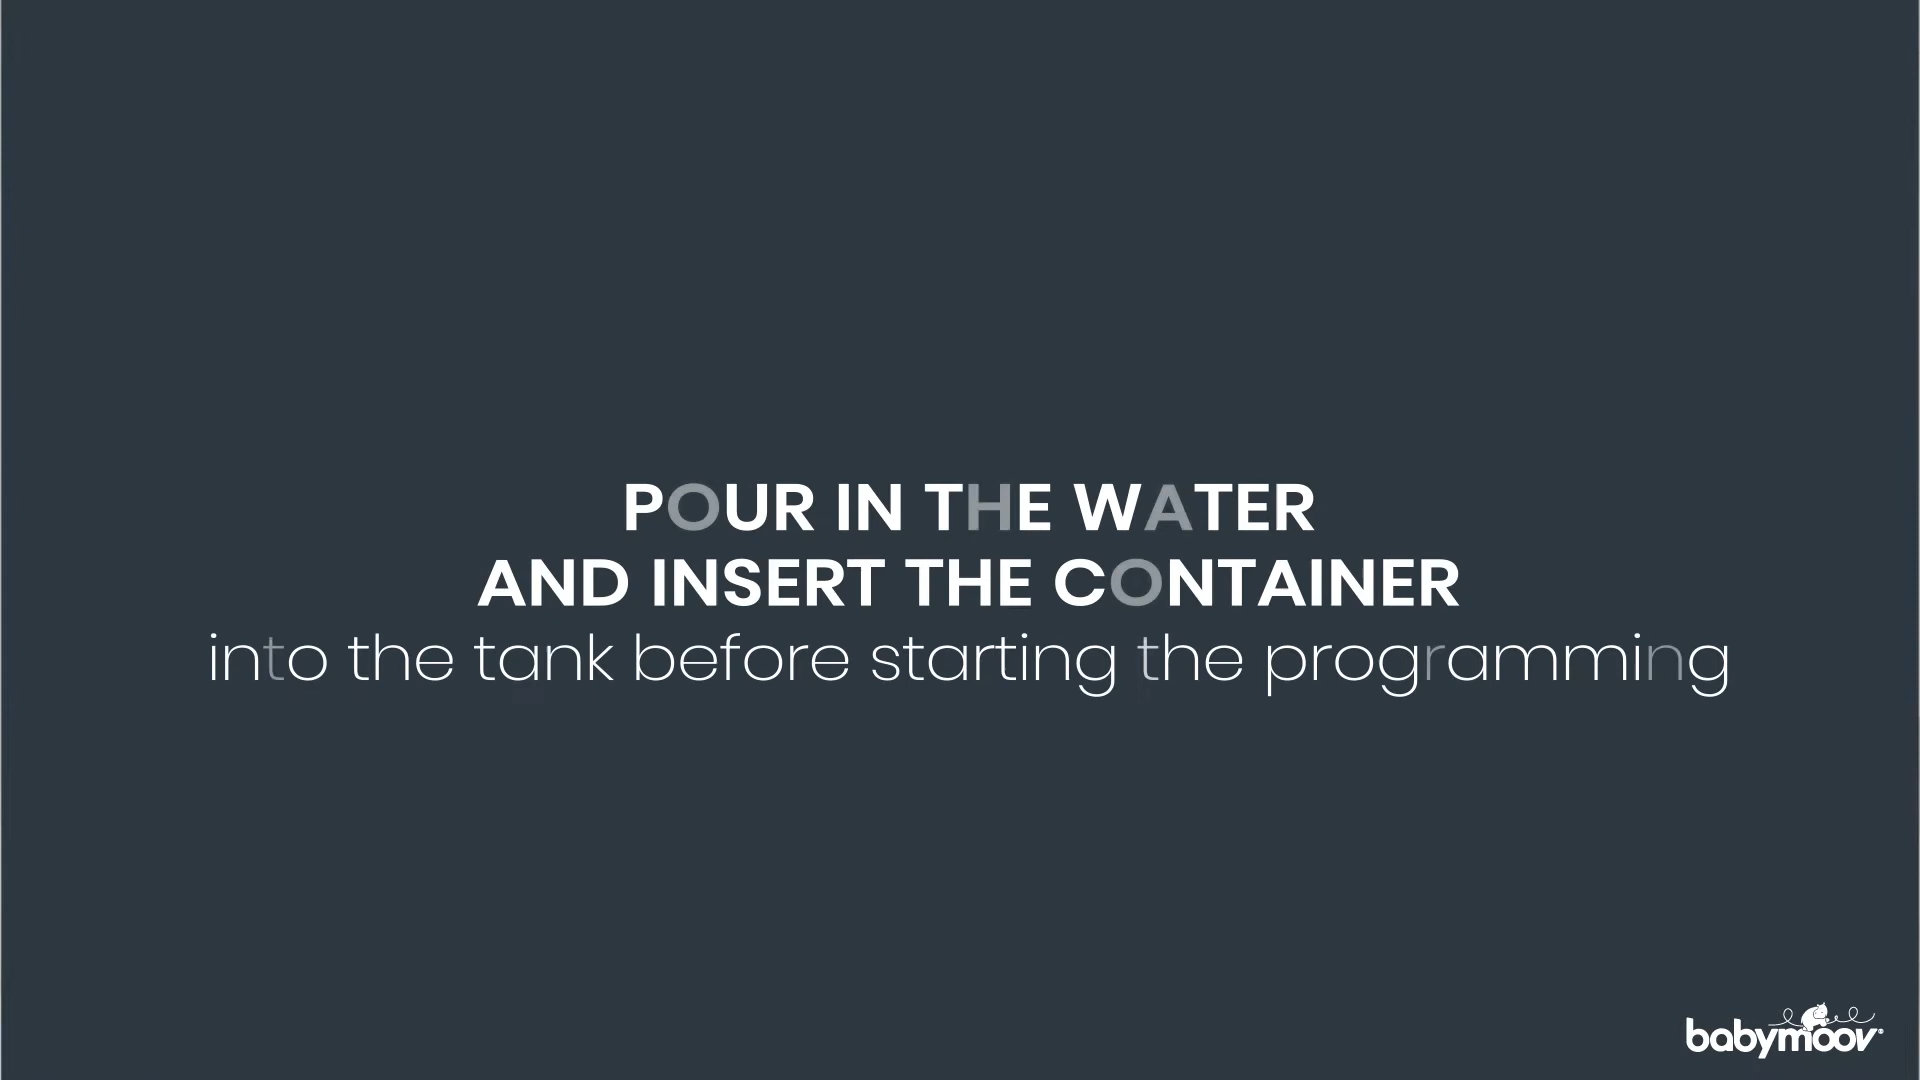 POUR IN THE WATER
AND INSERT THE CONTAINER
into the tank before starting the programming
babymoov®